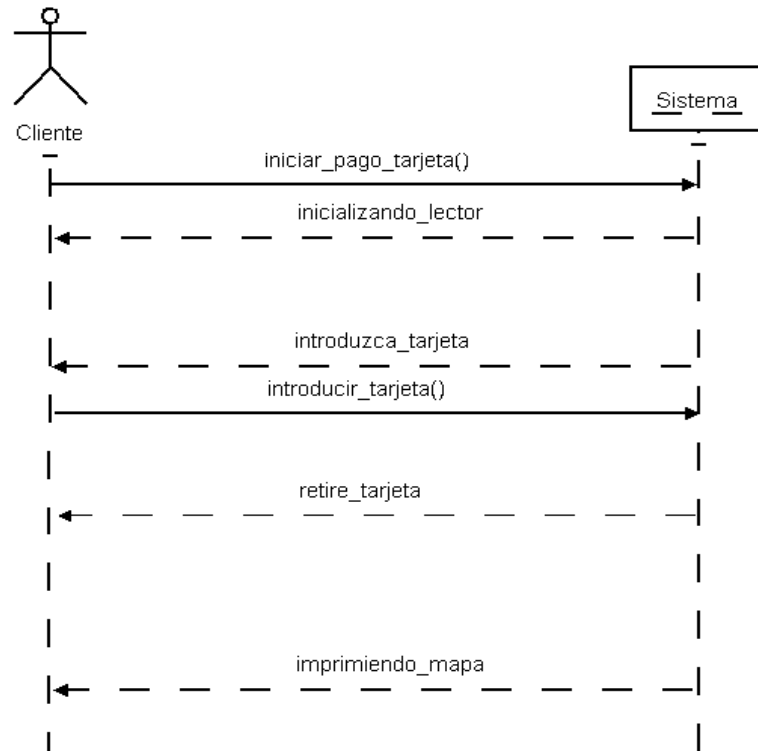 Sistema
Cliente
iniciar_pago_tarjeta()
inicializando_lector
introduzca_tarjeta
introducir_tarjeta()
retire_tarjeta
imprimiendo_mapa